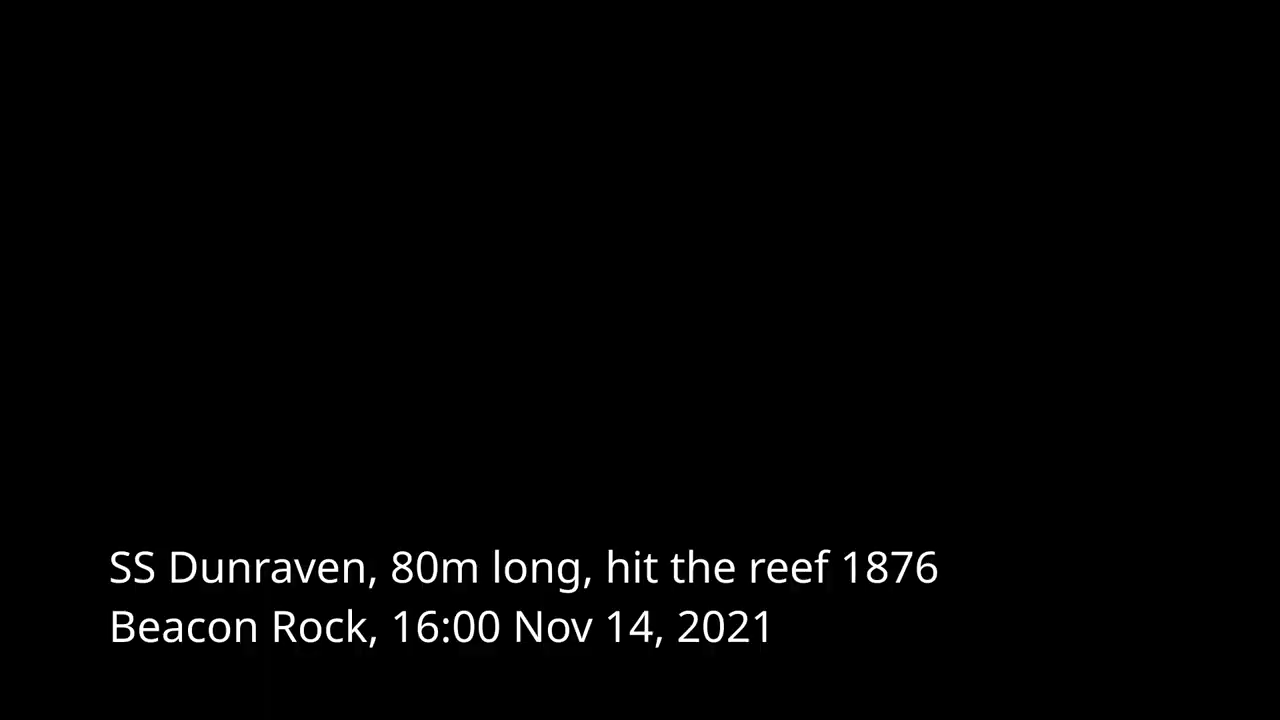 SS Dunraven, 80m long, hit the reef 1876
Beacon Rock, 16:00 Nov 14, 2021